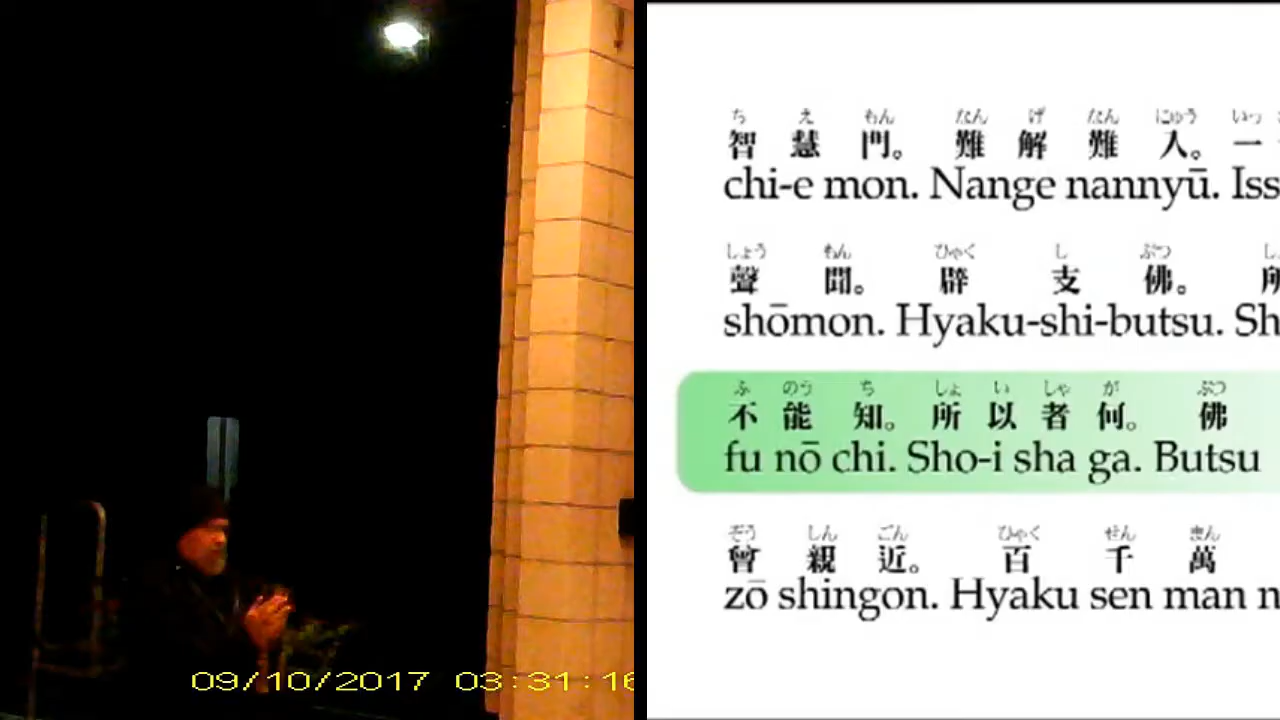 09/10/2017 03:31:16
ち え もん なん げ なん にゅう いっ
智 慧 門。 難 解 難 入。 一
chi-e mon. Nange nannyū. Iss
しょう もん ひゃく し ぶつ し
聲 聞。 辟 支 佛。 所
shōmon. Hyaku-shi-butsu. Sh
ふ のう ち しょ い しゃ が ぶつ
不 能 知。 所 以 者 何。 佛
fu nō chi. Sho-i sha ga. Butsu
ぞう しん ごん ひゃく せん まん
曾 親 近。 百 千 萬
zō shingon. Hyaku sen man n